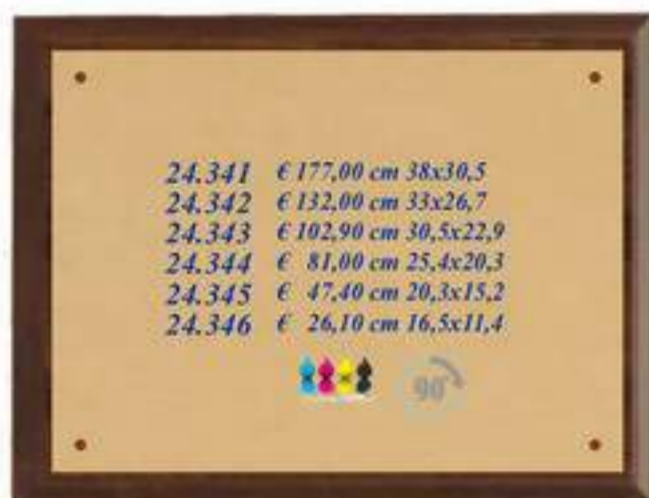 24.341 € 177,00 cm 38x30,5
24.342 € 132,00 cm 33x26,7
24.343 € 102,90 cm 30,5x22,9
24.344 € 81,00 cm 25,4x20,3
24.345 € 47,40 cm 20,3x15,2
24.346 € 26,10 cm 16,5x11,4
90°